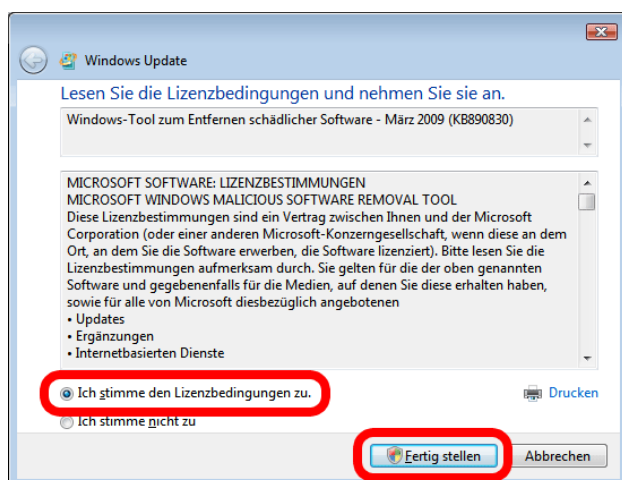 Windows Update
Lesen Sie die Lizenzbedingungen und nehmen Sie sie an.
Windows-Tool zum Entfernen schädlicher Software - März 2009 (KB890830)
MICROSOFT SOFTWARE: LIZENZBESTIMMUNGEN
MICROSOFT WINDOWS MALICIOUS SOFTWARE REMOVAL TOOL
Diese Lizenzbestimmungen sind ein Vertrag zwischen Ihnen und der Microsoft
Corporation (oder einer anderen Microsoft-Konzerngesellschaft, wenn diese an dem
Ort, an dem Sie die Software erwerben, die Software lizenziert). Bitte lesen Sie die
Lizenzbestimmungen aufmerksam durch. Sie gelten für die der oben genannten
Software und gegebenenfalls für die Medien, auf denen Sie diese erhalten haben,
sowie für alle von Microsoft diesbezüglich angebotenen
• Updates
• Ergänzungen
• Internetbasierten Dienste
Ich stimme den Lizenzbedingungen zu.
Drucken
Ich stimme nicht zu
Fertig stellen
Abbrechen